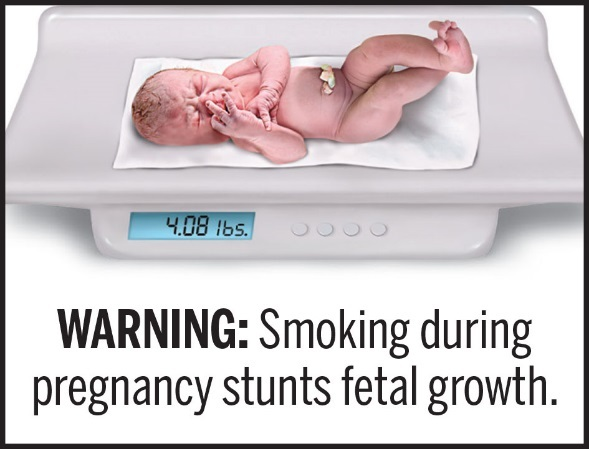 4.08 lbs.
WARNING: Smoking during
pregnancy stunts fetal growth.